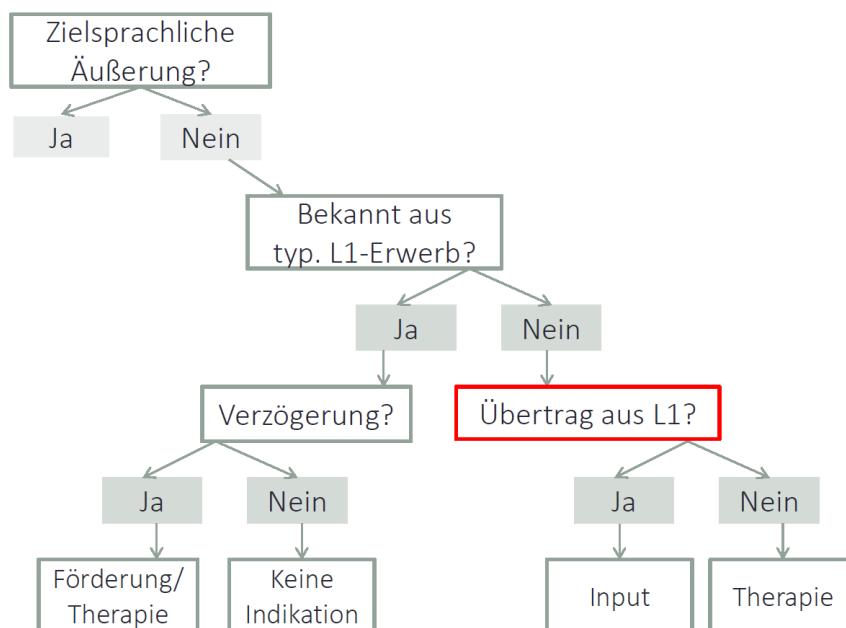 Zielsprachliche
Äußerung?
Ja
Nein
Bekannt aus
typ. L1-Erwerb?
Ja
Nein
Verzögerung?
Übertrag aus L1?
Ja
Nein
Ja
Nein
Förderung/
Therapie
Keine
Indikation
Input
Therapie